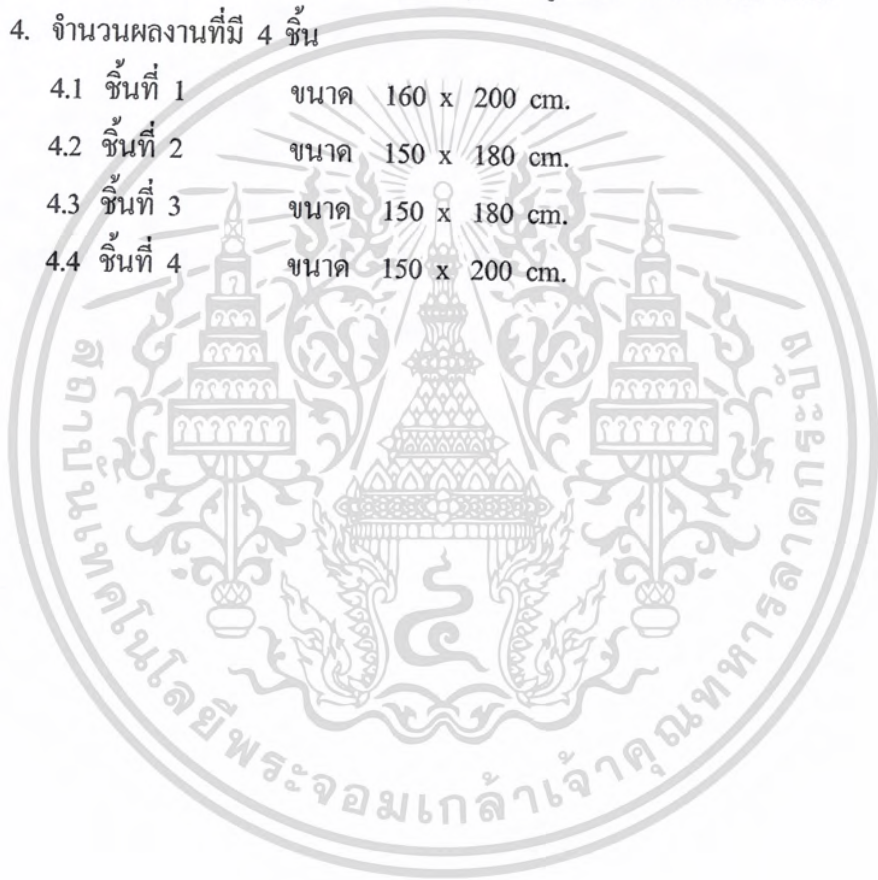 4. จำนวนผลงานที่มี 4 ชิ้น
4.1 ชิ้นที่ 1 ขนาด 160 x 200 cm.
4.2 ชิ้นที่ 2 ขนาด 150 x 180 cm.
4.3 ชิ้นที่ 3 ขนาด 150 x 180 cm.
4.4 ชิ้นที่ 4 ขนาด 150 x 200 cm.
สถาบันเทคโนโลยีพระจอมเกล้าเจ้าคุณทหารลาดกระบัง
๔